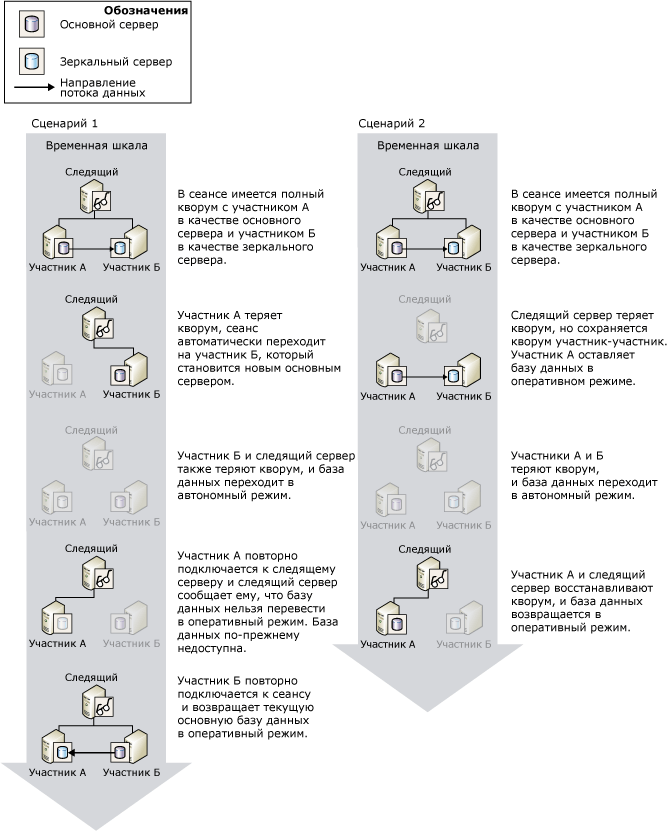 Обозначения
Основной сервер
Зеркальный сервер
Направление
потока данных
Сценарий 1
Временная шкала
Следящий
Участник А
Участник Б
В сеансе имеется полный
кворум с участником А
в качестве основного
сервера и участником Б
в качестве зеркального
сервера.
Следящий
Участник А
Участник Б
Участник А теряет
кворум, сеанс
автоматически переходит
на участник Б, который
становится новым основным
сервером.
Следящий
Участник А
Участник Б
Участник Б и следящий сервер
также теряют кворум, и база
данных переходит в
автономный режим.
Следящий
Участник А
Участник Б
Участник А повторно
подключается к следящему
серверу и следящий сервер
сообщает ему, что базу
данных нельзя перевести
в оперативный режим. База
данных по-прежнему
недоступна.
Следящий
Участник А
Участник Б
Участник Б повторно
подключается к сеансу
и возвращает текущую
основную базу данных
в оперативный режим.
Сценарий 2
Временная шкала
Следящий
Участник А
Участник Б
В сеансе имеется полный
кворум с участником А
в качестве основного
сервера и участником Б
в качестве зеркального
сервера.
Следящий
Участник А
Участник Б
Следящий сервер теряет
кворум, но сохраняется
кворум участник-участник.
Участник А оставляет
базу данных в
оперативном режиме.
Следящий
Участник А
Участник Б
Участники А и Б
теряют кворум,
и база данных переходит
в автономный режим.
Следящий
Участник А
Участник Б
Участник А и следящий
сервер восстанавливают
кворум, и база данных
возвращается в
оперативный режим.